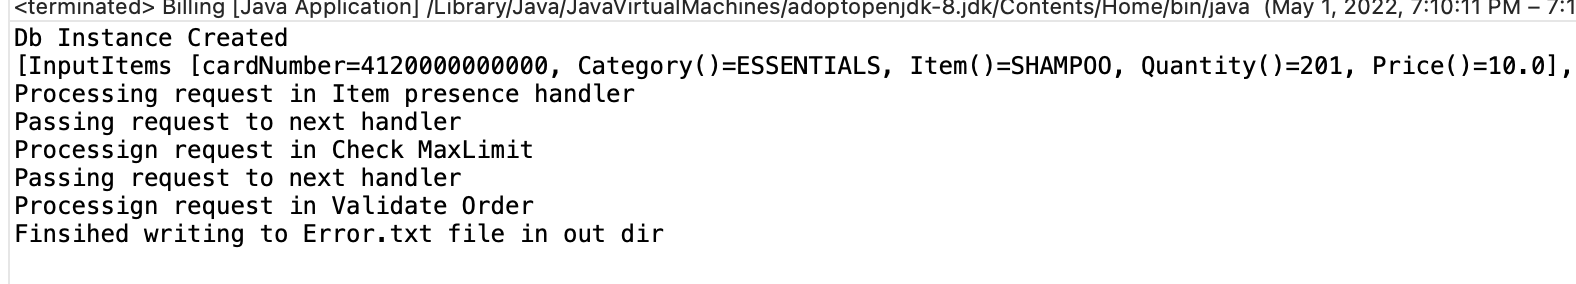 <terminated> Billing [Java Application] /Library/Java/JavaVirtualMachines/adoptopenjdk-8.jdk/Contents/Home/bin/java (May 1, 2022, 7:10:11 PM – 7:1
Db Instance Created
[InputItems [cardNumber=4120000000000, Category()=ESSENTIALS, Item()=SHAMPOO, Quantity()=201, Price()=10.0],
Processing request in Item presence handler
Passing request to next handler
Processign request in Check MaxLimit
Passing request to next handler
Processign request in Validate Order
Finsihed writing to Error.txt file in out dir